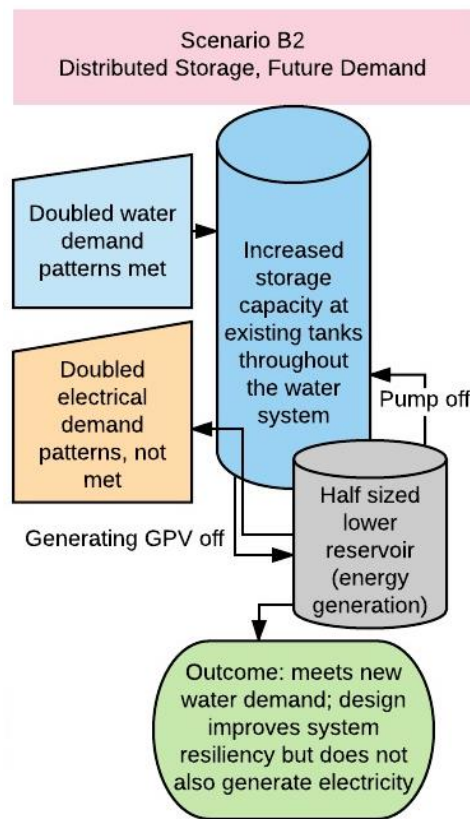 Scenario B2
Distributed Storage, Future Demand
Doubled water
demand
patterns met
Increased
storage
capacity at
existing tanks
throughout
the water
system
Doubled
electrical
demand
patterns, not
met
Pump off
Generating GPV off
Half sized
lower
reservoir
(energy
generation)
Outcome: meets new
water demand; design
improves system
resiliency but does not
also generate electricity